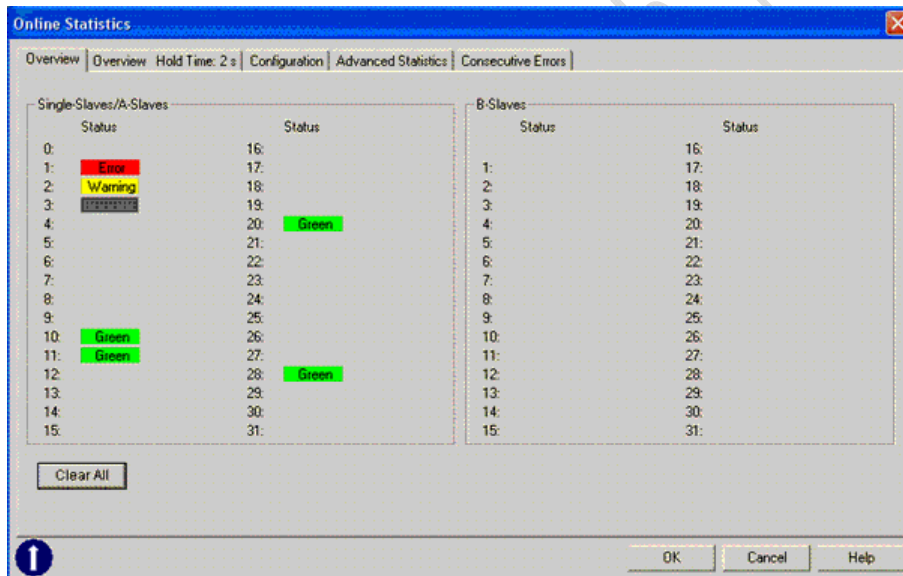 Online Statistics
Overview Overview Hold Time: 2 s Configuration Advanced Statistics Consecutive Errors
Single-Slaves/A-Slaves
Status Status
0: 16:
1: Error 17:
2: Warning 18:
3: 19:
4: 20: Green
5: 21:
6: 22:
7: 23:
8: 24:
9: 25:
10: Green 26:
11: Green 27:
12: 28: Green
13: 29:
14: 30:
15: 31:
B-Slaves
Status Status
16:
1: 17:
2: 18:
3: 19:
4: 20:
5: 21:
6: 22:
7: 23:
8: 24:
9: 25:
10: 26:
11: 27:
12: 28:
13: 29:
14: 30:
15: 31:
Clear All
OK Cancel Help